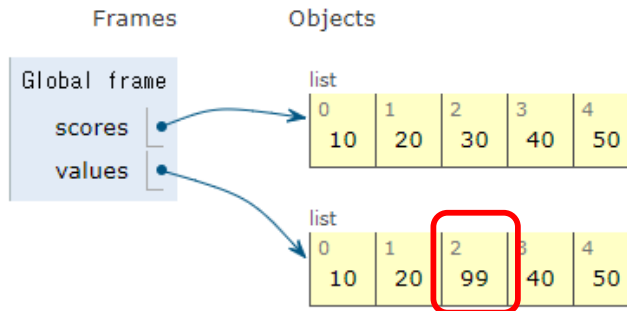 Frames Objects
Global frame
scores
values
list
0 1 2 3 4
10 20 30 40 50
list
0 1 2 3 4
10 20 99 40 50